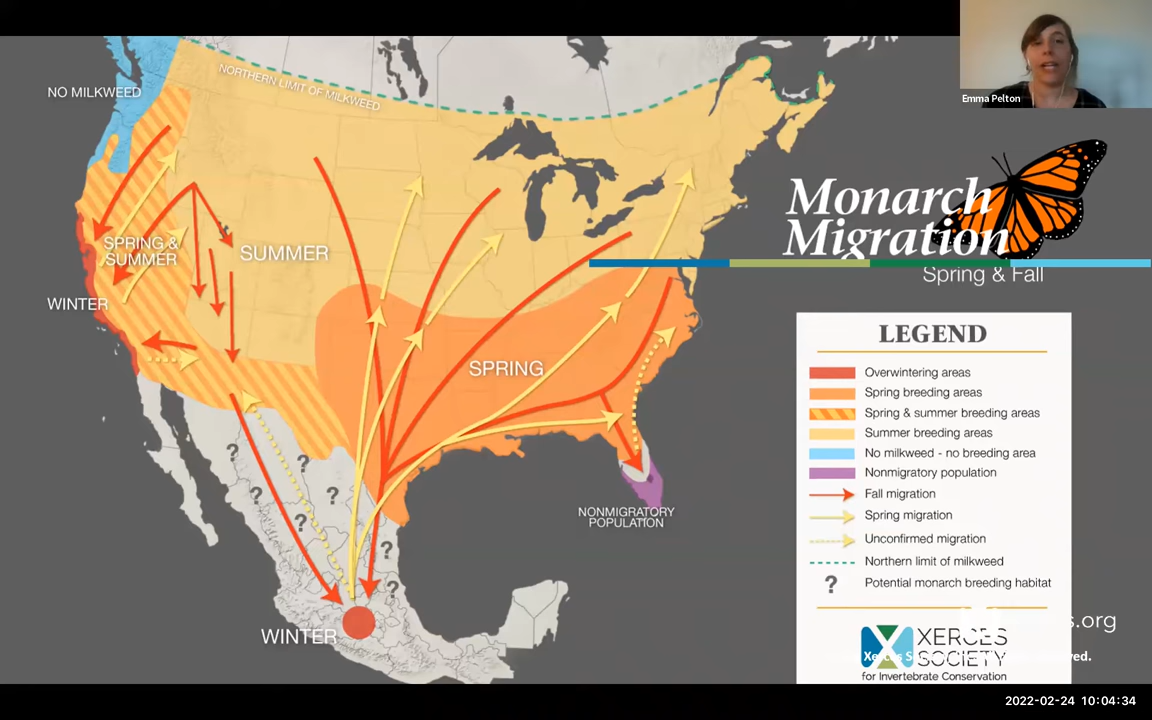 Emma Pelton
NO MILKWEED
NORTHERN LIMIT OF MILKWEED
Monarch
Migration
Spring & Fall
SPRING &
SUMMER
SUMMER
WINTER
SPRING
NONMIGRATORY
POPULATION
WINTER
?
?
?
?
?
?
?
LEGEND
Overwintering areas
Spring breeding areas
Spring & summer breeding areas
Summer breeding areas
No milkweed - no breeding area
Nonmigratory population
Fall migration
Spring migration
Unconfirmed migration
Northern limit of milkweed
? Potential monarch breeding habitat
s.org
XERCES
SOCIETY
for Invertebrate Conservation
2022-02-24 10:04:34